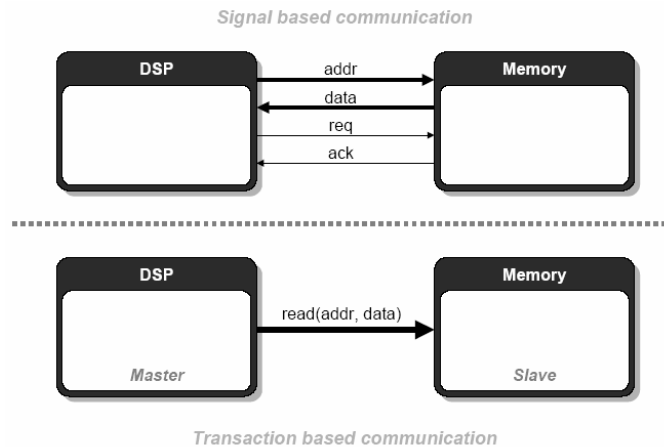 Signal based communication
DSP
addr
Memory
data
req
ack
DSP
Memory
read(addr, data)
Master
Slave
Transaction based communication